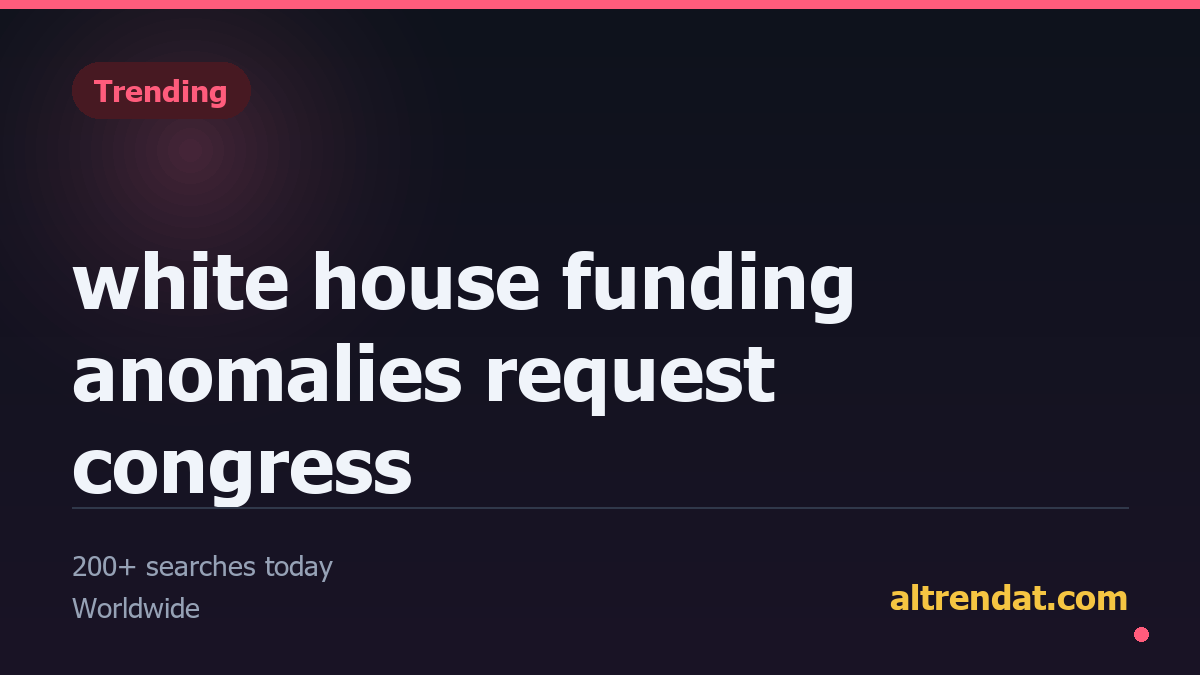 Trending
white house funding
anomalies request
congress
200+ searches today
Worldwide
altrendat.com